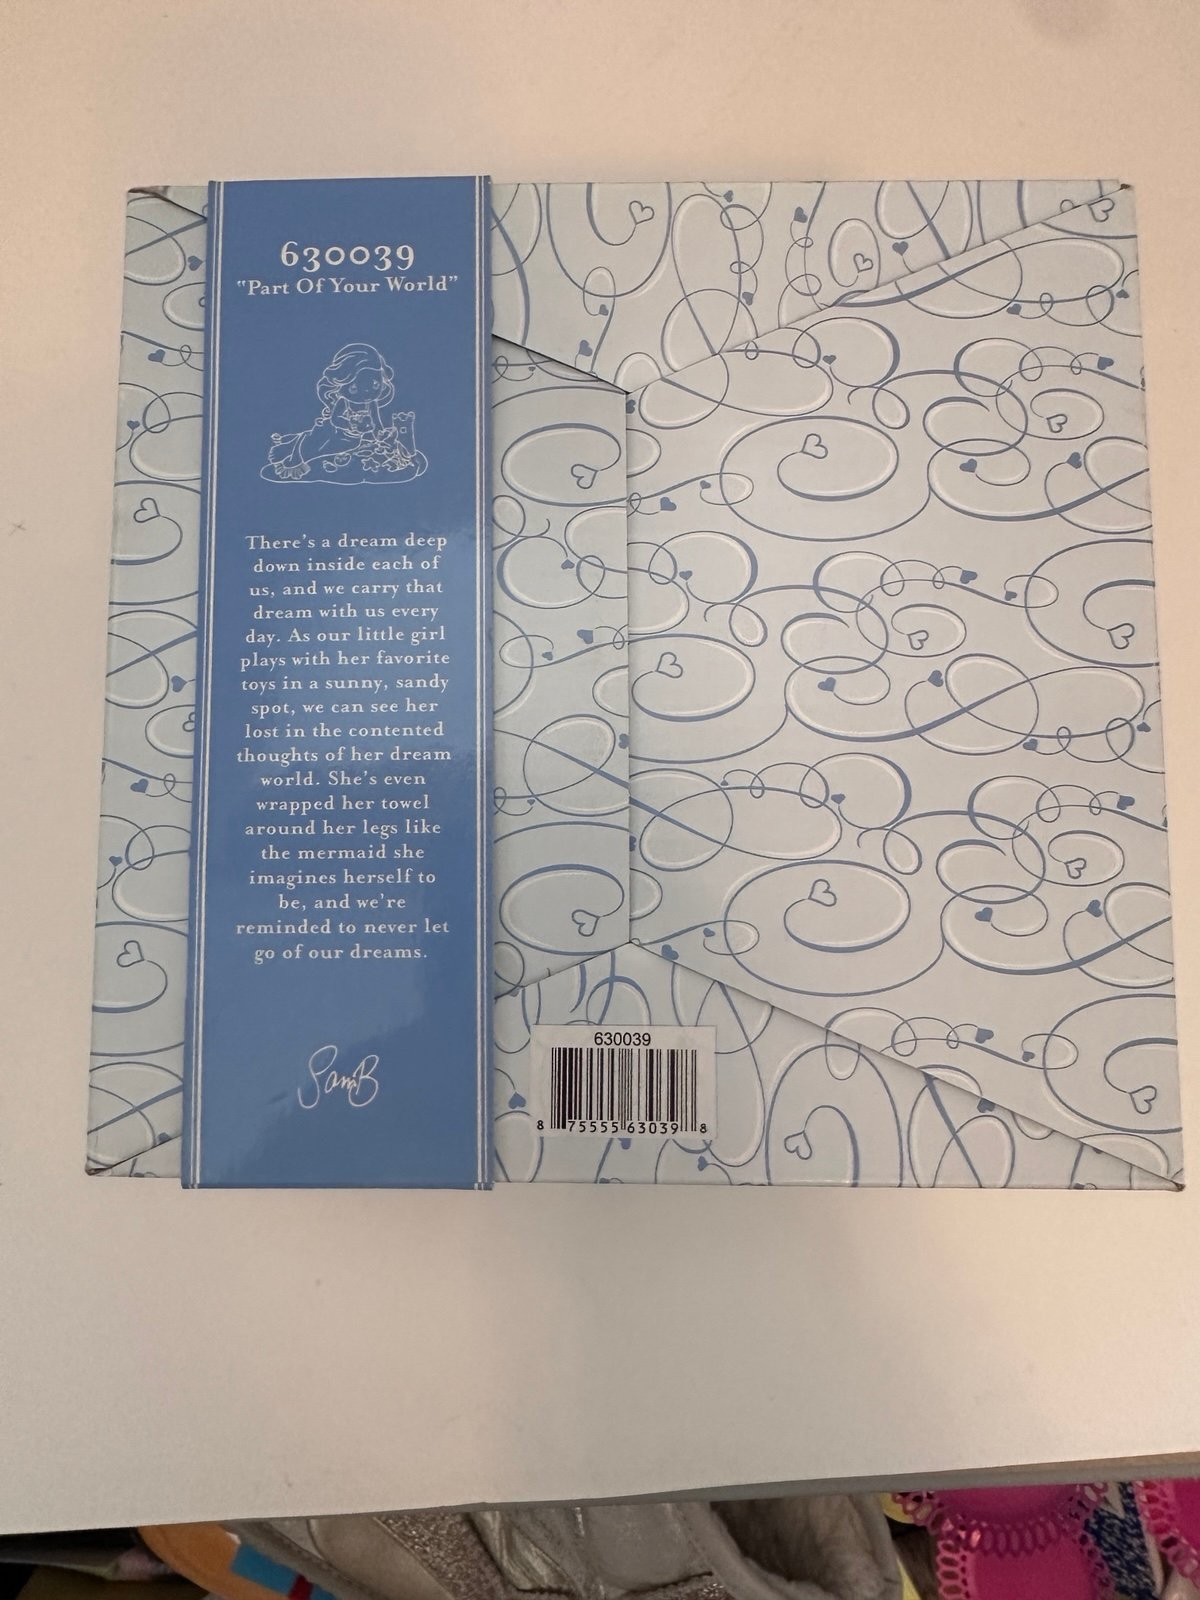 630039
"Part Of Your World"
There's a dream deep
down inside each of
us, and we carry that
dream with us every
day. As our little girl
plays with her favorite
toys in a sunny, sandy
spot, we can see her
lost in the contented
thoughts of her dream
world. She's even
wrapped her towel
around her legs like
the mermaid she
imagines herself to
be, and we're
reminded to never let
go of our dreams.
SamB
630039
8 75555 63039 8